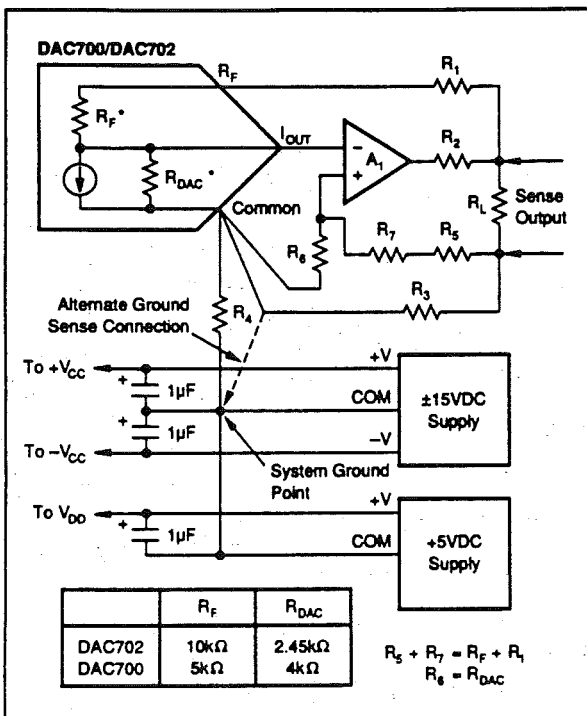 DAC700/DAC702
R_F
R_1
R_F*
I_OUT
−
A_1
+
R_2
R_DAC*
R_L
Sense
Output
Common
R_6
R_7
R_5
Alternate Ground
Sense Connection
R_4
R_3
To +V_CC
+V
+
1µF
COM
±15VDC
Supply
+
1µF
To −V_CC
−V
System Ground
Point
To V_DD
+V
+
1µF
COM
+5VDC
Supply
R_F R_DAC
DAC702 10kΩ 2.45kΩ
DAC700 5kΩ 4kΩ
R_5 + R_7 = R_F + R_1
R_6 = R_DAC